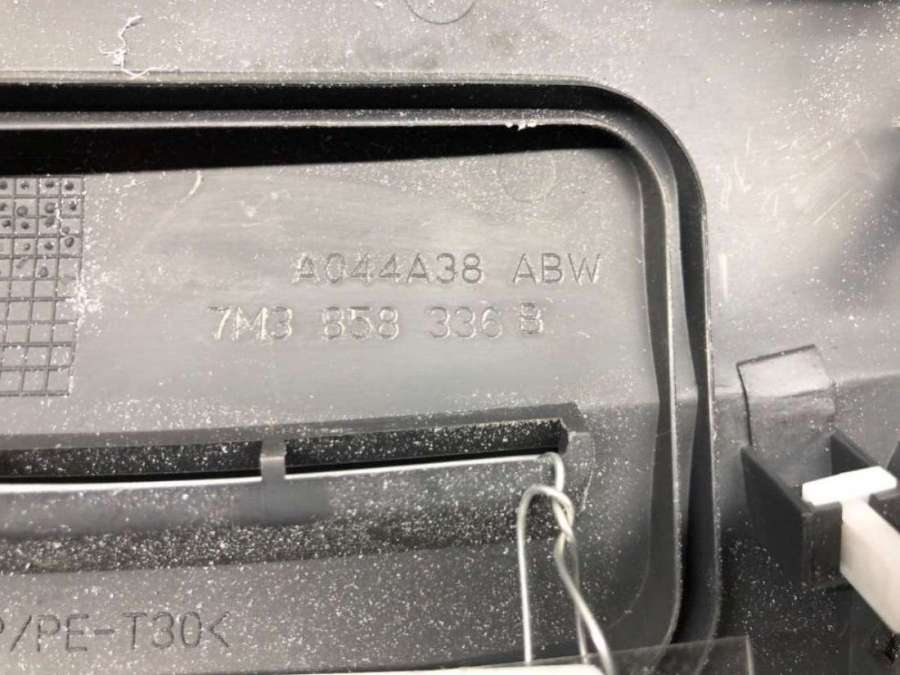 A044A38 ABW
7M3 858 336 B
P/PE-T30<